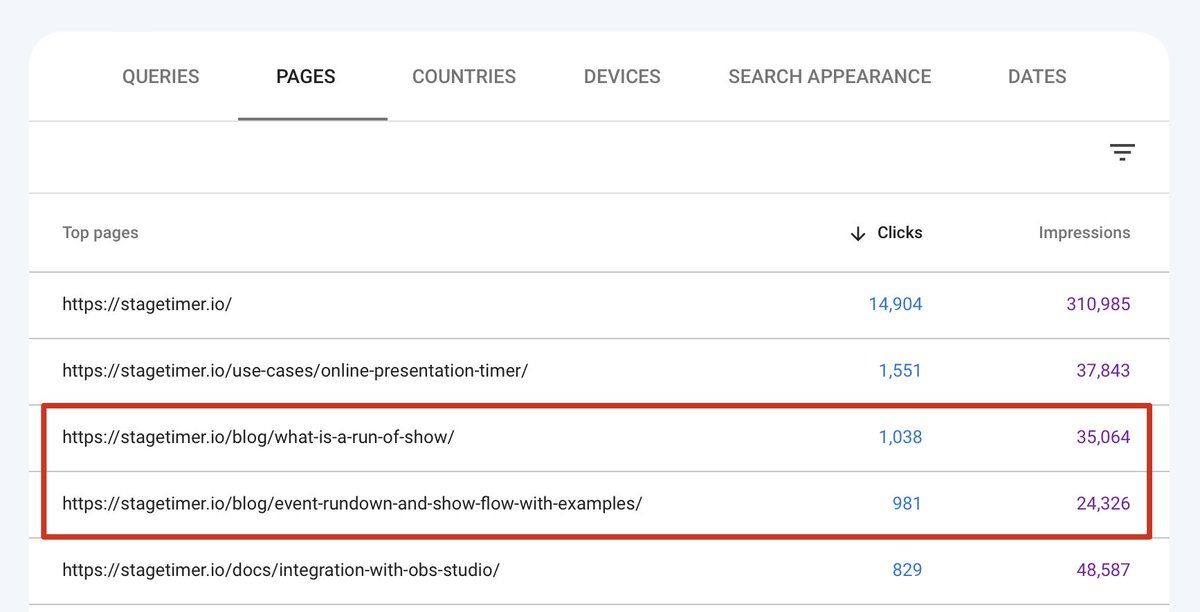 QUERIES PAGES COUNTRIES DEVICES SEARCH APPEARANCE DATES
Top pages Clicks Impressions
https://stagetimer.io/ 14,904 310,985
https://stagetimer.io/use-cases/online-presentation-timer/ 1,551 37,843
https://stagetimer.io/blog/what-is-a-run-of-show/ 1,038 35,064
https://stagetimer.io/blog/event-rundown-and-show-flow-with-examples/ 981 24,326
https://stagetimer.io/docs/integration-with-obs-studio/ 829 48,587